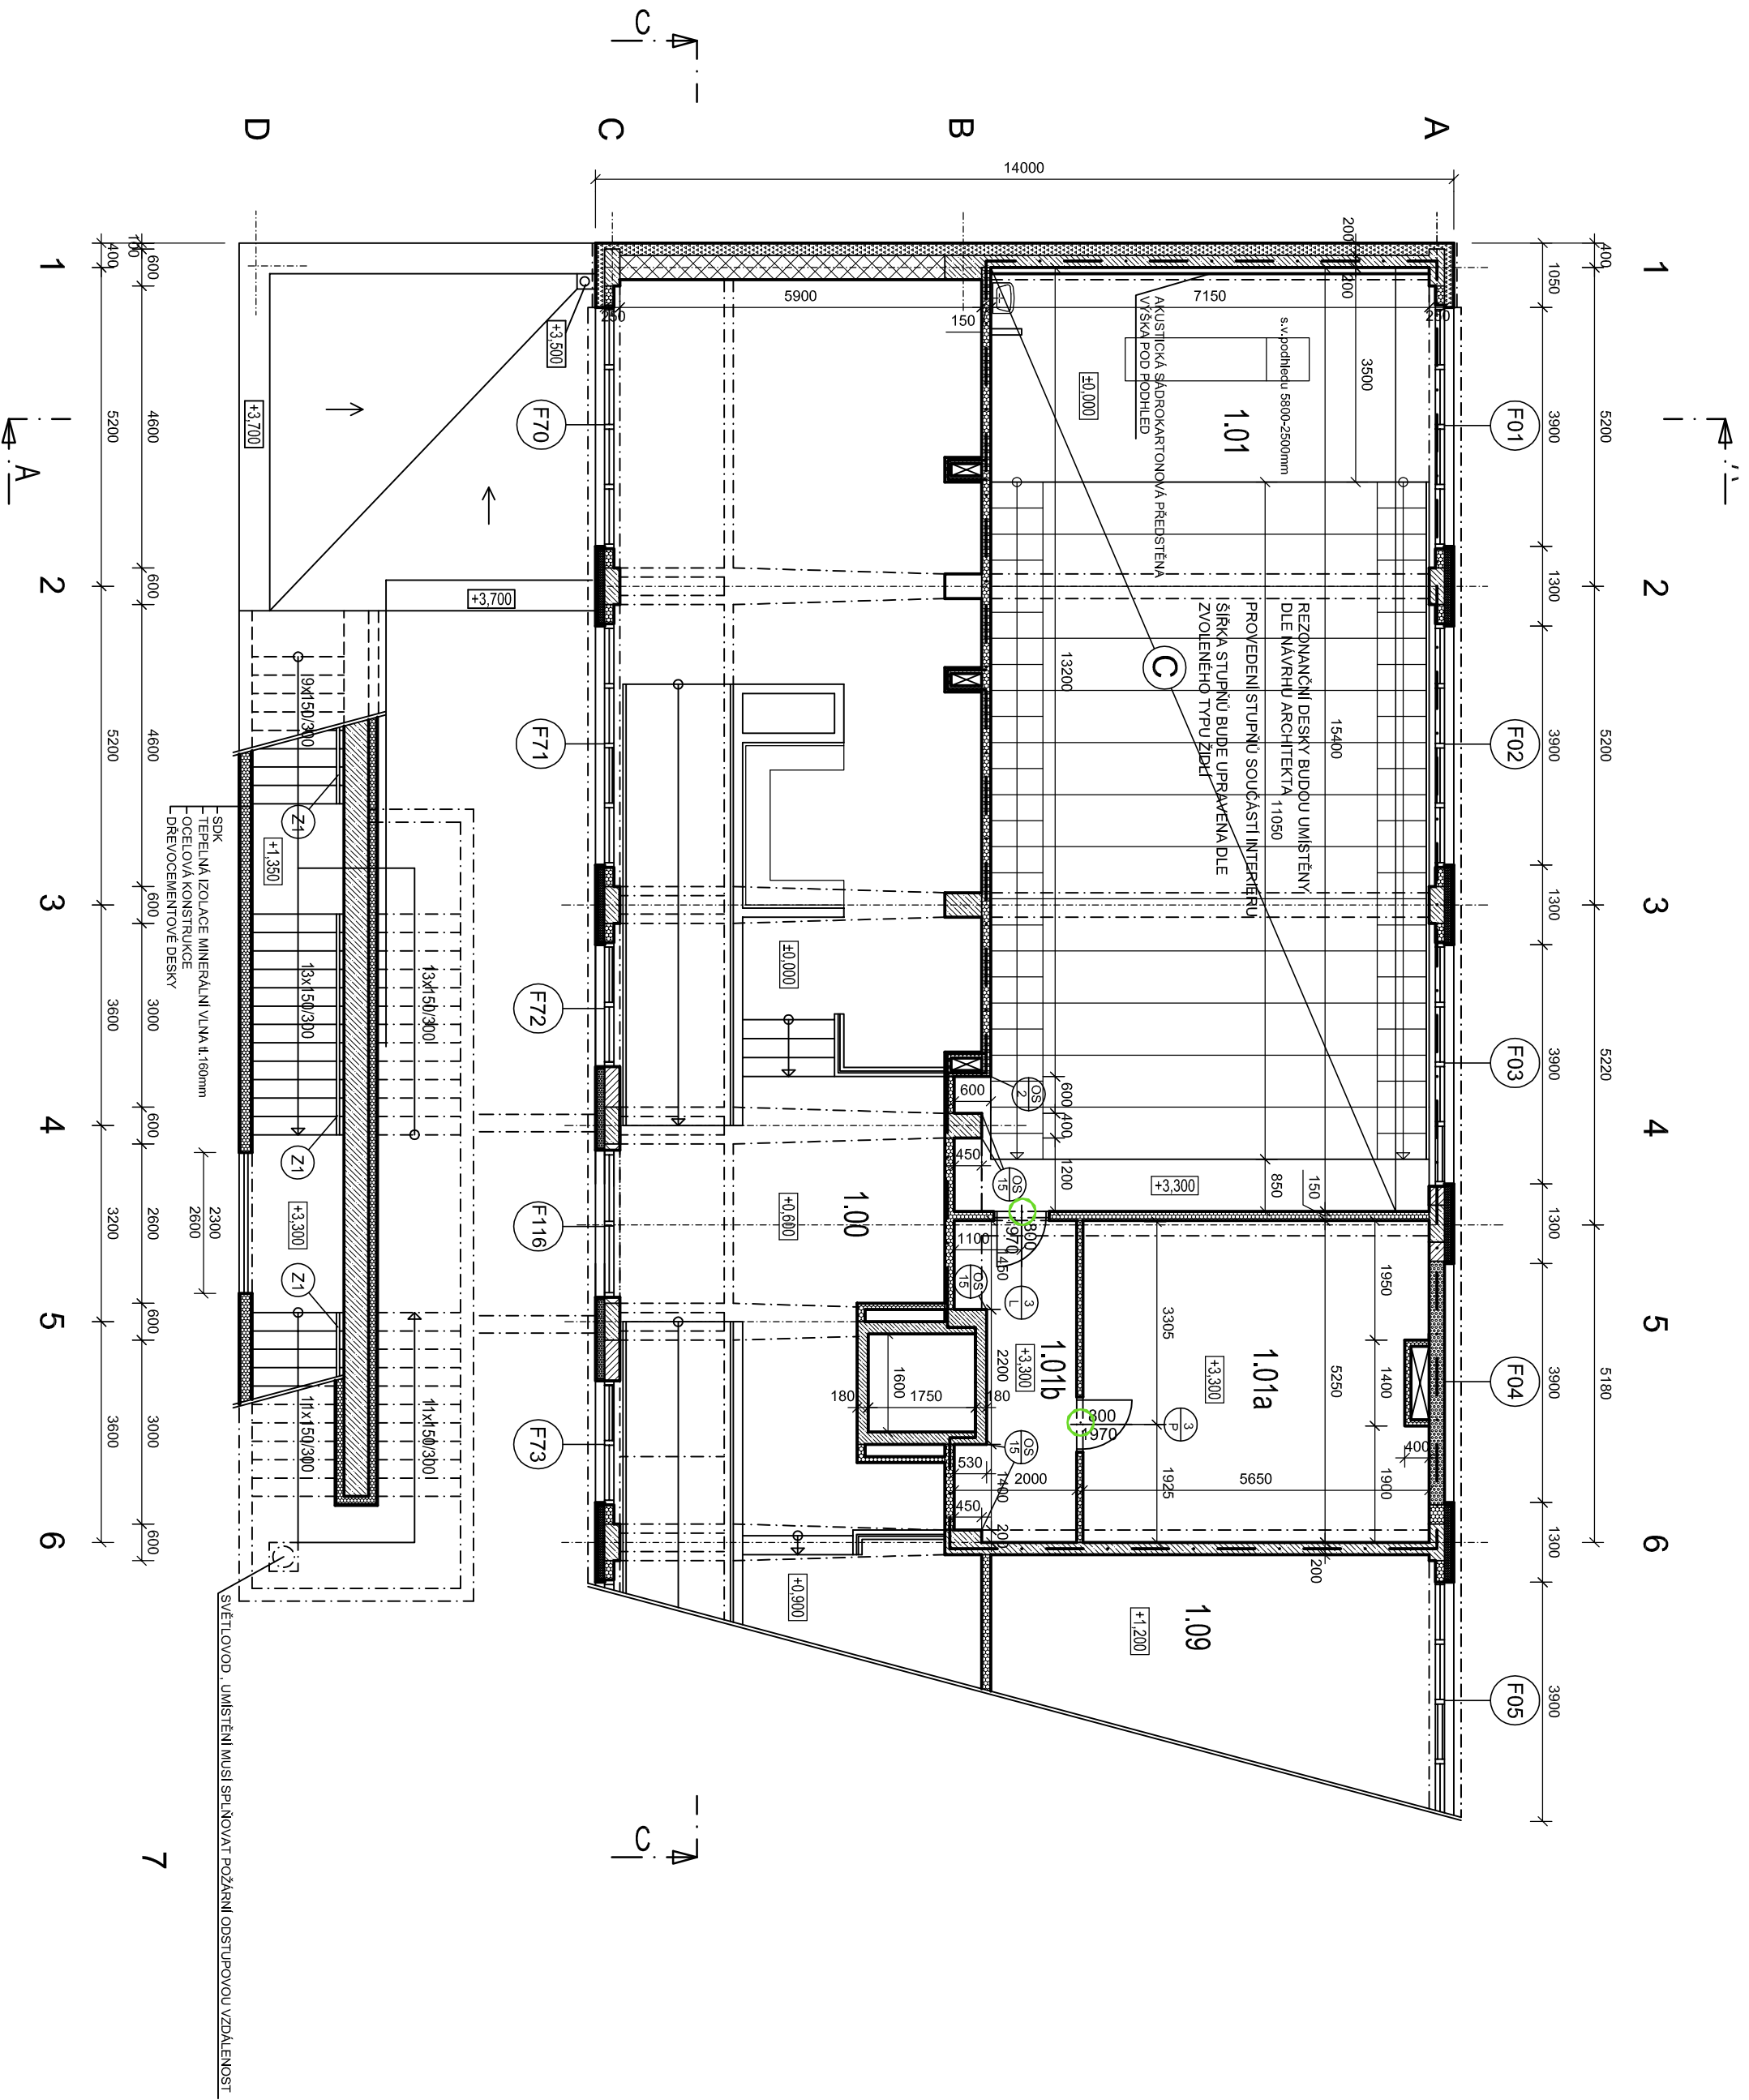 C
D
C
B
A
14000
1
400
100
600
5200
4600
2
600
5200
4600
3
600
3600
3000
4
600
3200
2600
5
600
3600
3000
6
600
7
A
+3,700
+3,500
+3,700
9x150/300
Z1
+1,350
13x150/300
13x150/300
Z1
+3,300
2300
2600
Z1
11x150/300
11x150/300
SDK
TEPELNÁ IZOLACE MINERÁLNÍ VLNA tl.160mm
OCELOVÁ KONSTRUKCE
DŘEVOCEMENTOVÉ DESKY
SVĚTLOVOD , UMÍSTĚNÍ MUSÍ SPLŇOVAT POŽÁRNÍ ODSTUPOVOU VZDÁLENOST
F70
F71
F72
F116
F73
250
5900
150
7150
250
200
200
s.v.podhledu 5800-2500mm
AKUSTICKÁ SÁDROKARTONOVÁ PŘEDSTĚNA
VÝŠKA POD PODHLED
±0,000
1.01
3500
REZONANČNÍ DESKY BUDOU UMÍSTĚNY
DLE NÁVRHU ARCHITEKTA
PROVEDENÍ STUPŇŮ SOUČÁSTÍ INTERIERU
ŠÍŘKA STUPŇŮ BUDE UPRAVENA DLE
ZVOLENÉHO TYPU ŽIDLÍ
C
13200
15400
11050
±0,000
600
OS
2
600
400
450
1200
OS
15
+3,300
850
150
1.00
+0,600
800
1970
1100
450
OS
15
3
L
1.01b
+3,300
2200
3305
1.01a
+3,300
5250
1950
1400
400
1900
180
1600
1750
180
800
1970
3
P
OS
15
530
2000
1400
450
200
1925
5650
200
+0,900
1.09
+1,200
F01
F02
F03
F04
F05
1050
3900
1300
3900
1300
3900
1300
3900
1300
3900
400
5200
5200
5220
5180
1
2
3
4
5
6
C